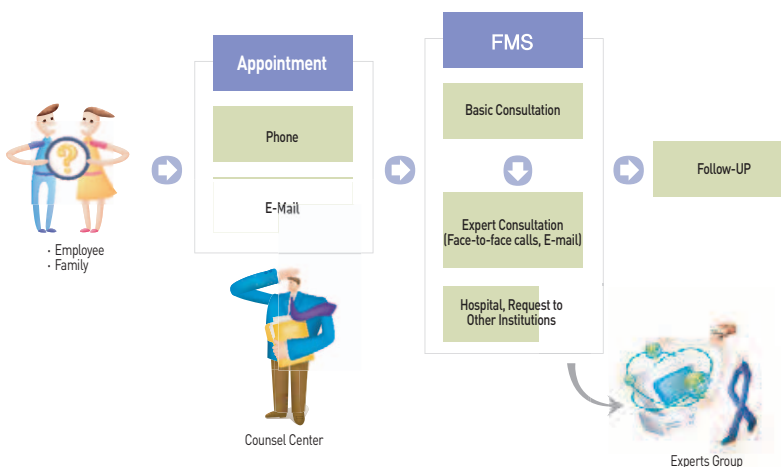 · Employee
· Family
Appointment
Phone
E-Mail
Counsel Center
FMS
Basic Consultation
Expert Consultation
(Face-to-face calls, E-mail)
Hospital, Request to
Other Institutions
Follow-UP
Experts Group